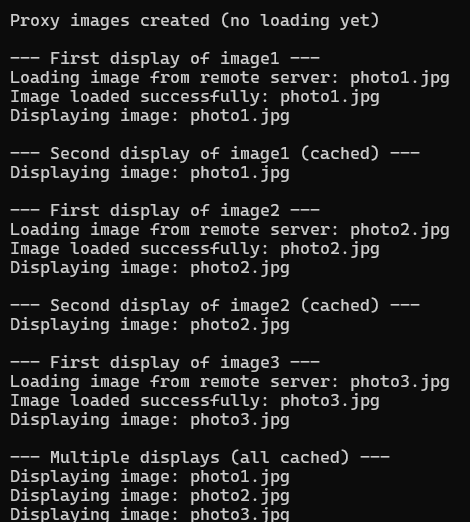 Proxy images created (no loading yet)
--- First display of image1 ---
Loading image from remote server: photo1.jpg
Image loaded successfully: photo1.jpg
Displaying image: photo1.jpg
--- Second display of image1 (cached) ---
Displaying image: photo1.jpg
--- First display of image2 ---
Loading image from remote server: photo2.jpg
Image loaded successfully: photo2.jpg
Displaying image: photo2.jpg
--- Second display of image2 (cached) ---
Displaying image: photo2.jpg
--- First display of image3 ---
Loading image from remote server: photo3.jpg
Image loaded successfully: photo3.jpg
Displaying image: photo3.jpg
--- Multiple displays (all cached) ---
Displaying image: photo1.jpg
Displaying image: photo2.jpg
Displaying image: photo3.jpg